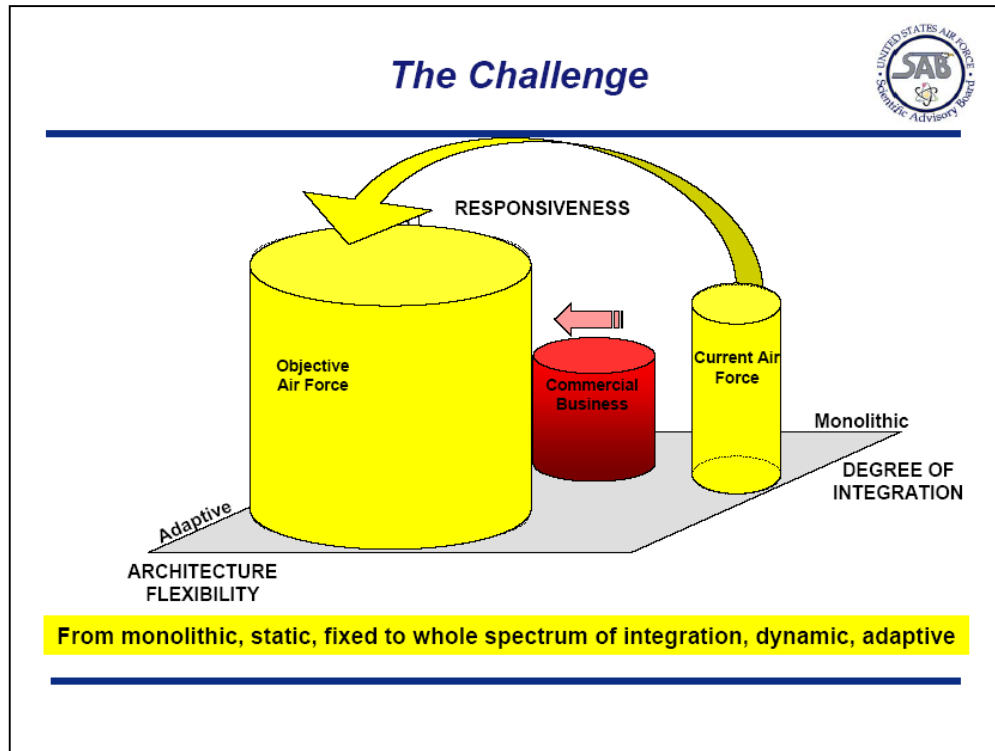 The Challenge
UNITED STATES AIR FORCE
SAB
Scientific Advisory Board
RESPONSIVENESS
Objective
Air Force
Commercial
Business
Current Air
Force
Monolithic
DEGREE OF
INTEGRATION
Adaptive
ARCHITECTURE
FLEXIBILITY
From monolithic, static, fixed to whole spectrum of integration, dynamic, adaptive